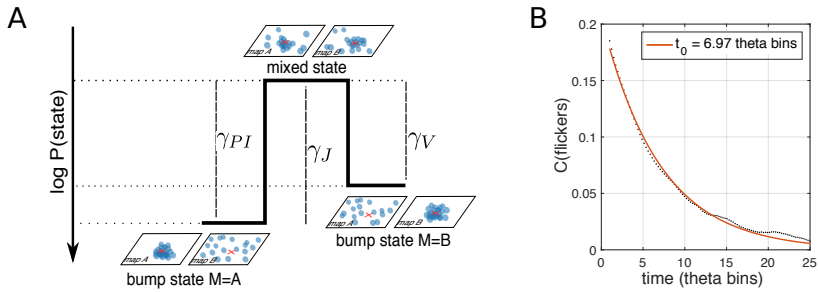 A
log P(state)
map A
map B
mixed state
γPI
γJ
γV
map A
map B
bump state M=B
map A
map B
bump state M=A
B
t0 = 6.97 theta bins
C(flickers)
0.2
0.15
0.1
0.05
0
0 5 10 15 20 25
time (theta bins)